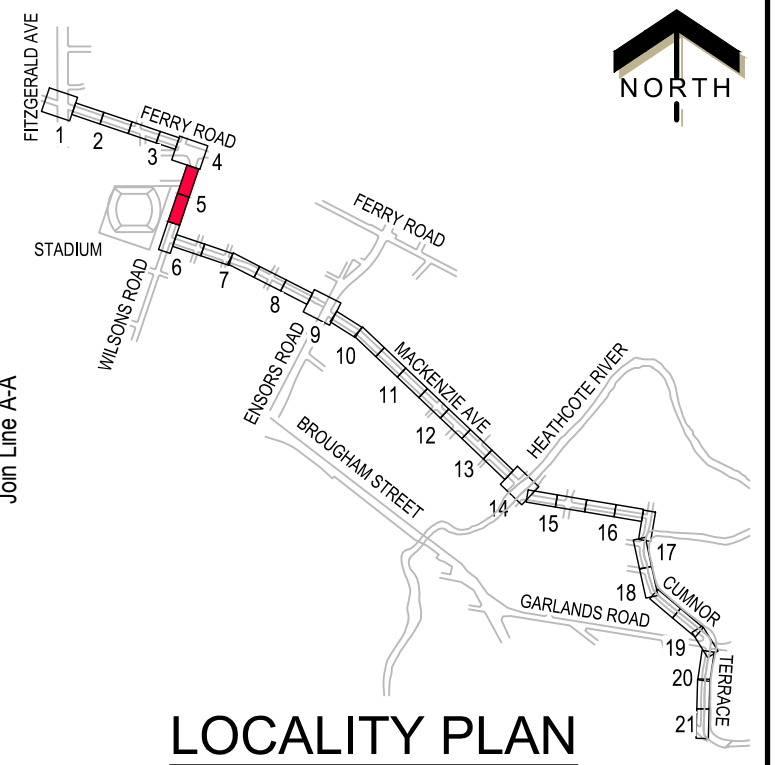 FITZGERALD AVE
NORTH
FERRY ROAD
1
2
3
4
5
FERRY ROAD
STADIUM
6
7
8
WILSONS ROAD
9
10
ENSORS ROAD
MACKENZIE AVE
11
HEATHCOTE RIVER
Join Line A-A
12
BROUGHAM STREET
13
14
15
16
17
18
CUMNOR
GARLANDS ROAD
19
TERRACE
20
21
LOCALITY PLAN